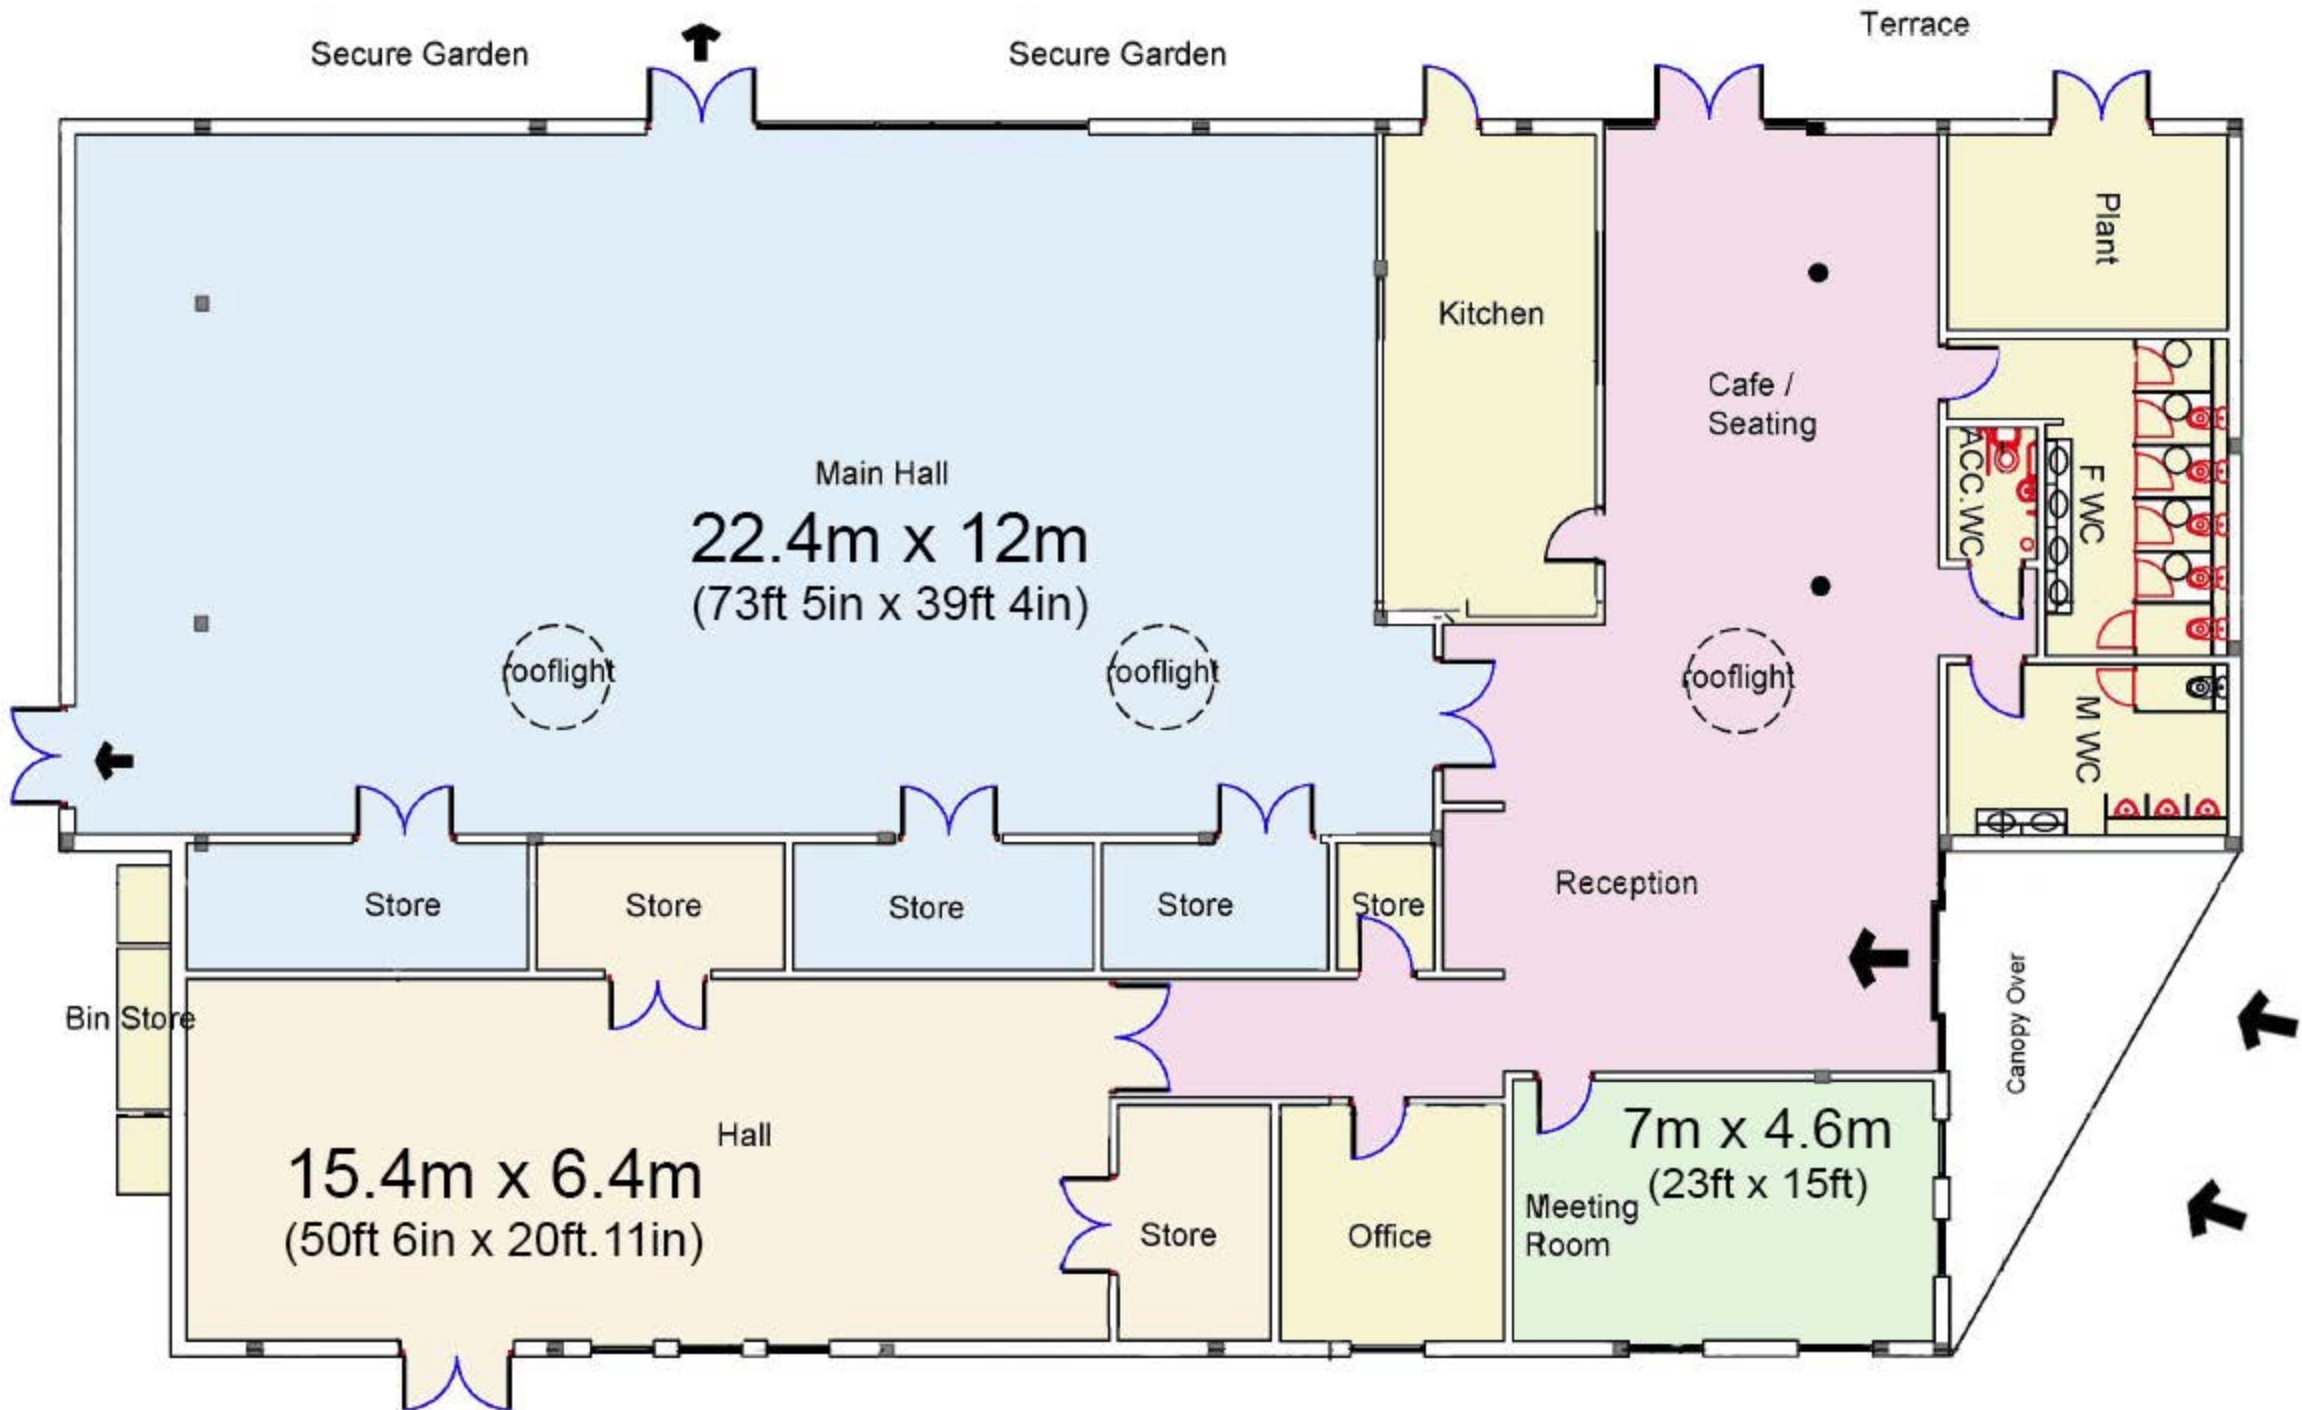 Terrace
Secure Garden
Secure Garden
Plant
Kitchen
Cafe /
Seating
Main Hall
22.4m x 12m
(73ft 5in x 39ft 4in)
ACC.WC
F WC
rooflight
rooflight
rooflight
M WC
Store
Store
Store
Store
Store
Reception
Bin Store
Canopy Over
Hall
15.4m x 6.4m
(50ft 6in x 20ft.11in)
Store
Office
7m x 4.6m
(23ft x 15ft)
Meeting
Room